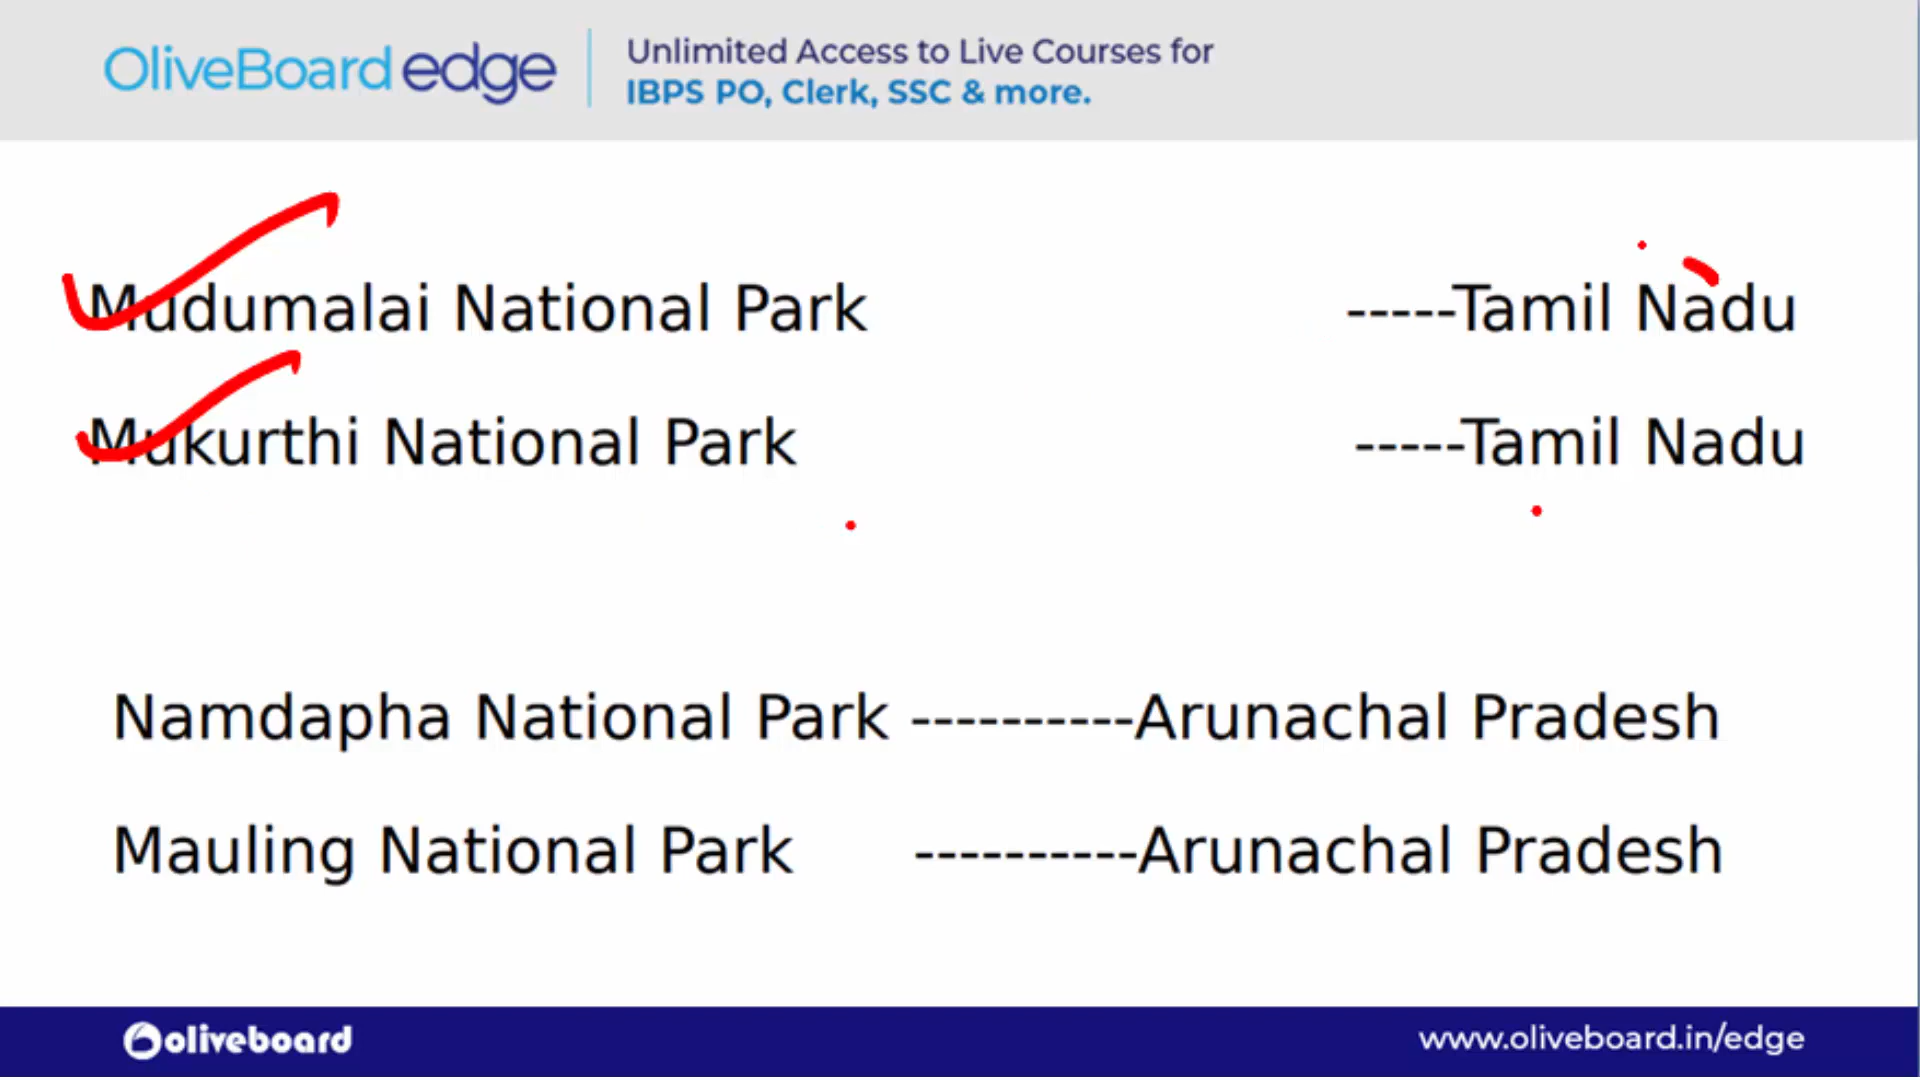 OliveBoard edge
Unlimited Access to Live Courses for
IBPS PO, Clerk, SSC & more.
Mudumalai National Park -----Tamil Nadu
Mukurthi National Park -----Tamil Nadu
Namdapha National Park ----------Arunachal Pradesh
Mauling National Park ----------Arunachal Pradesh
oliveboard www.oliveboard.in/edge